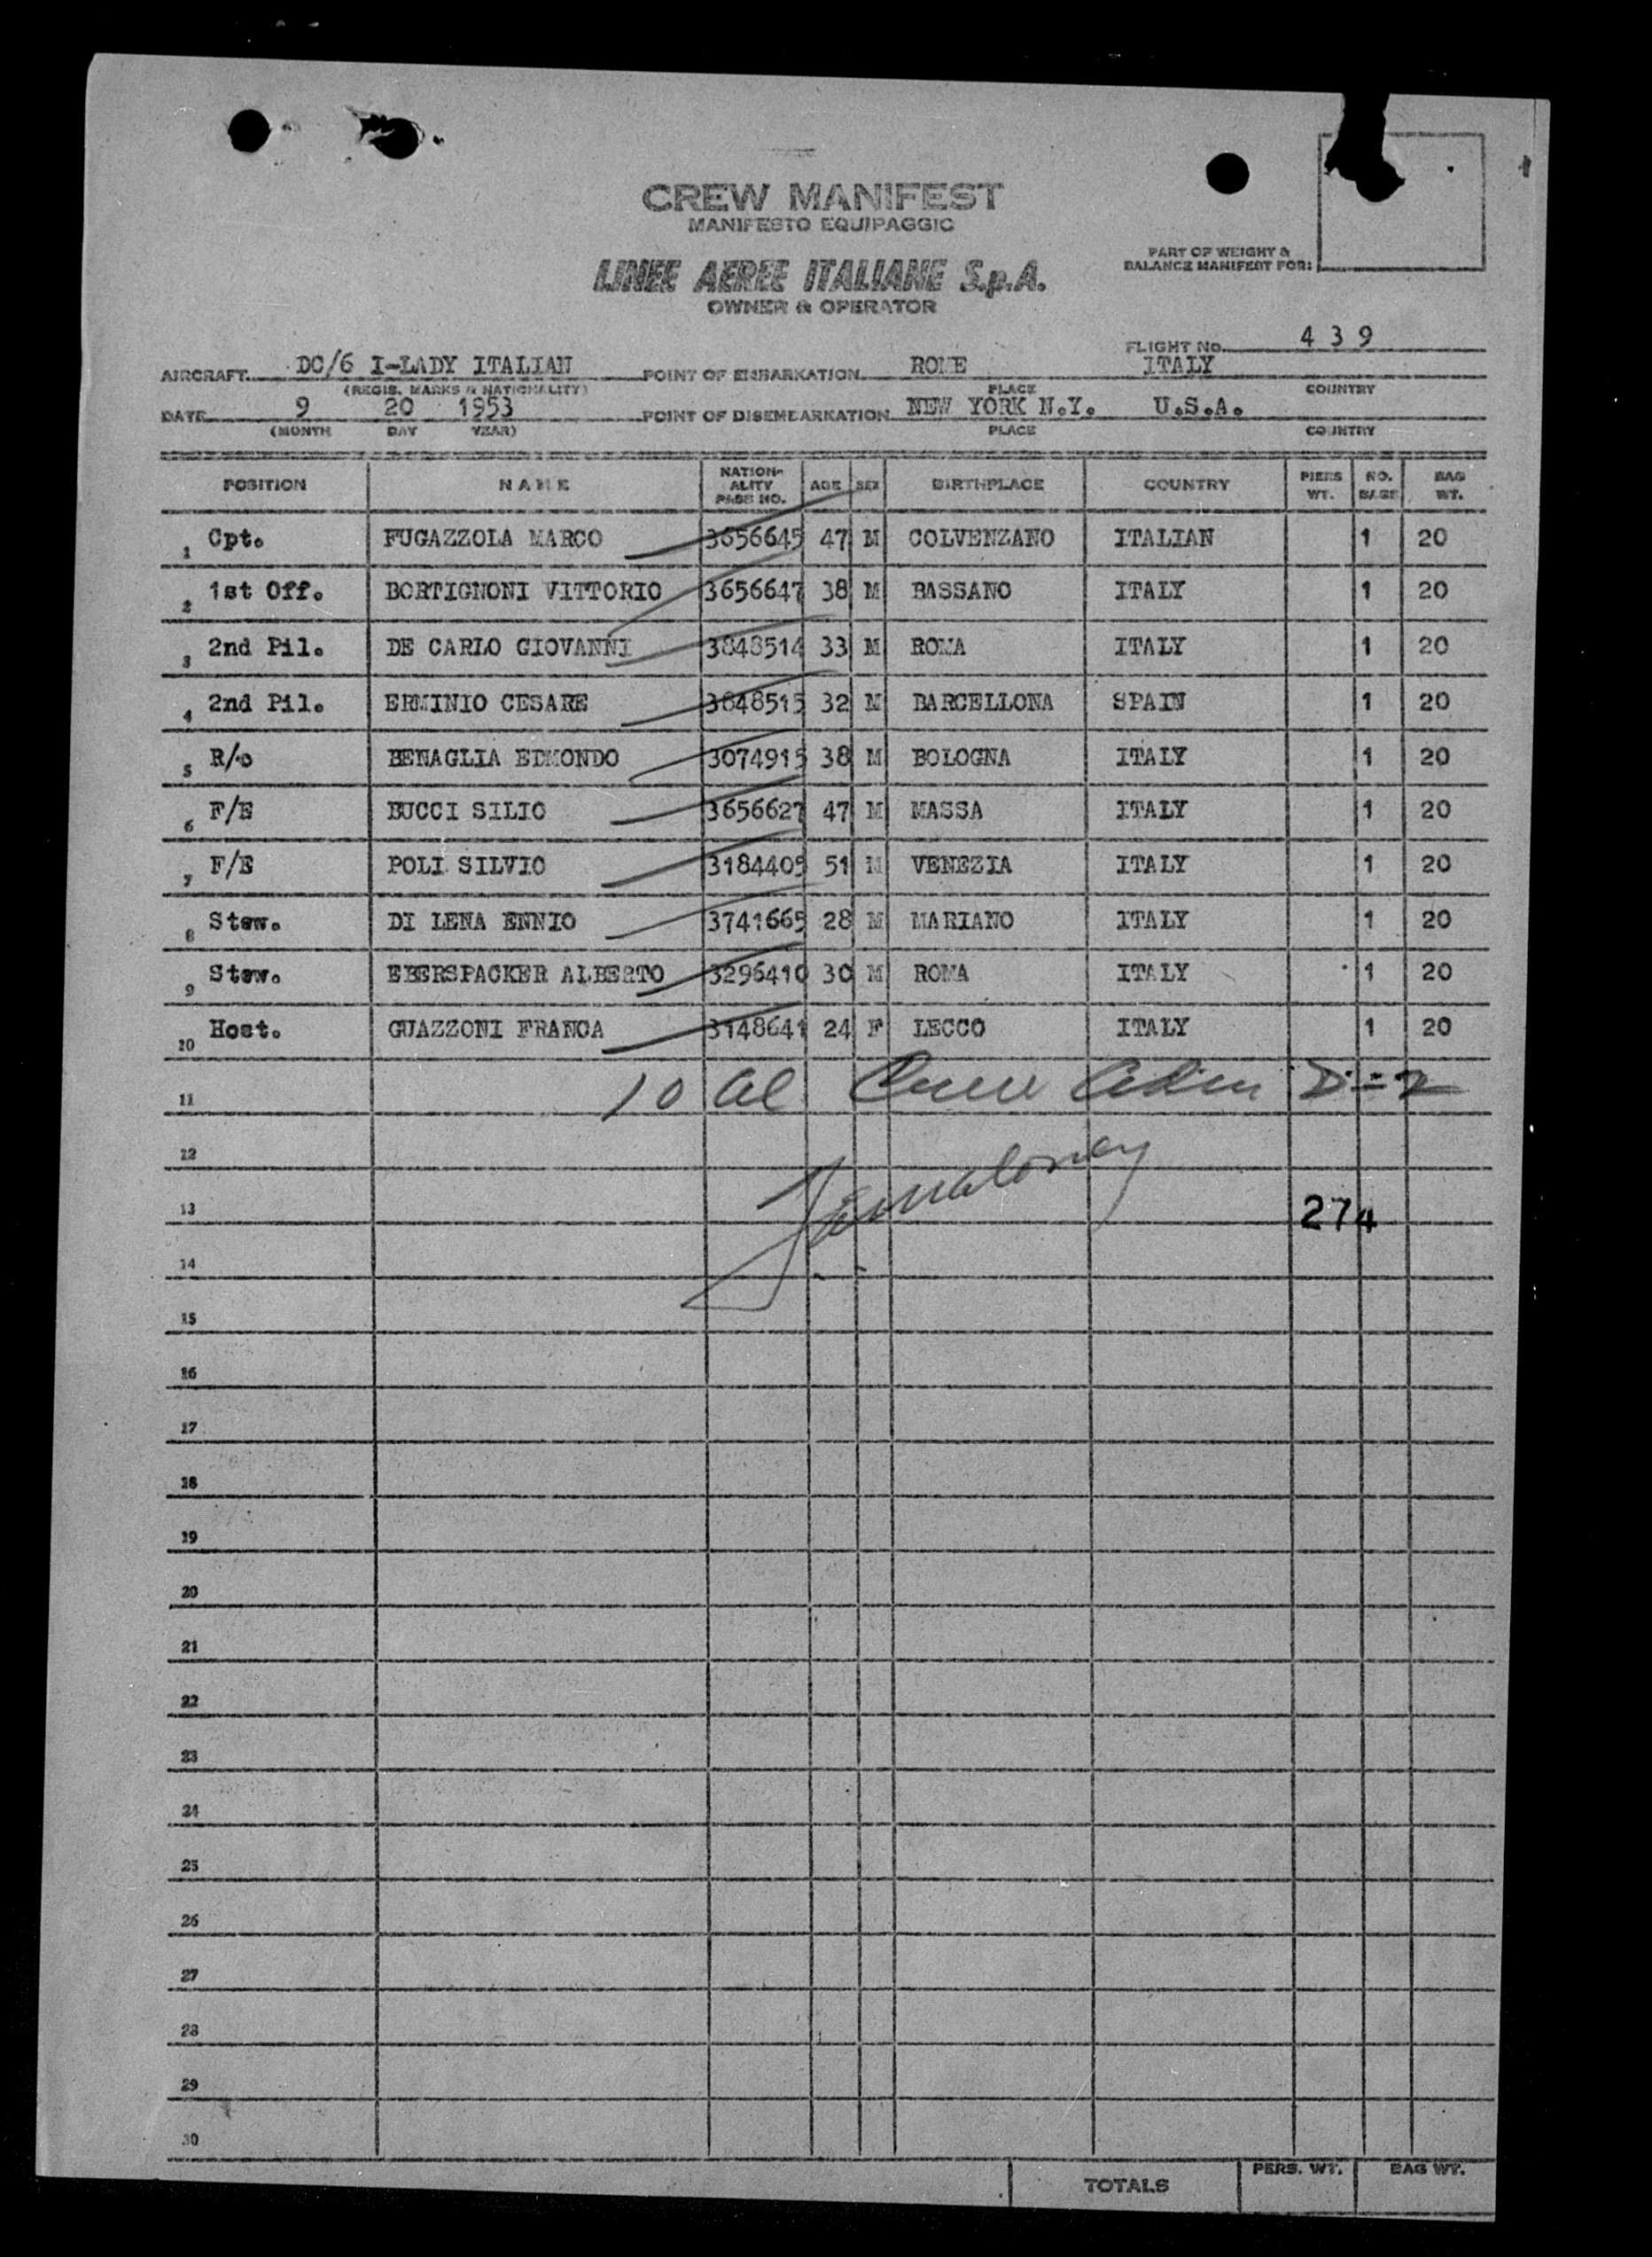 CREW MANIFEST
MANIFESTO EQUIPAGGIO
LINEE AEREE ITALIANE S.p.A.
OWNER & OPERATOR
PART OF WEIGHT &
BALANCE MANIFEST FOR:
FLIGHT No. 4 3 9
AIRCRAFT DC/6 I-LADY ITALIAN POINT OF EMBARKATION ROME ITALY
(REGIS. MARKS & NATIONALITY) PLACE COUNTRY
DATE 9 20 1953 POINT OF DISEMBARKATION NEW YORK N.Y. U.S.A.
(MONTH DAY YEAR) PLACE COUNTRY
POSITION NAME NATION-ALITY PASS NO. AGE SEX BIRTHPLACE COUNTRY PIERS WT. NO. BAGS BAG WT.
1 Cpt. FUGAZZOLA MARCO 3656645 47 M COLVENZANO ITALIAN 1 20
2 1st Off. BORTIGNONI VITTORIO 3656647 38 M BASSANO ITALY 1 20
3 2nd Pil. DE CARLO GIOVANNI 3848514 33 M ROMA ITALY 1 20
4 2nd Pil. ERMINIO CESARE 3848515 32 M BARCELLONA SPAIN 1 20
5 R/o BENAGLIA EDMONDO 3074915 38 M BOLOGNA ITALY 1 20
6 F/E BUCCI SILIO 3656627 47 M MASSA ITALY 1 20
7 F/E POLI SILVIO 3184405 51 M VENEZIA ITALY 1 20
8 Stew. DI LENA ENNIO 3741665 28 M MARIANO ITALY 1 20
9 Stew. EBERSPACKER ALBERTO 3296410 30 M ROMA ITALY 1 20
10 Host. GUAZZONI FRANCA 3148641 24 F LECCO ITALY 1 20
11 10 al Crew Adm D-2
12
13 274
14
15
16
17
18
19
20
21
22
23
24
25
26
27
28
29
30
TOTALS PERS. WT. BAG WT.